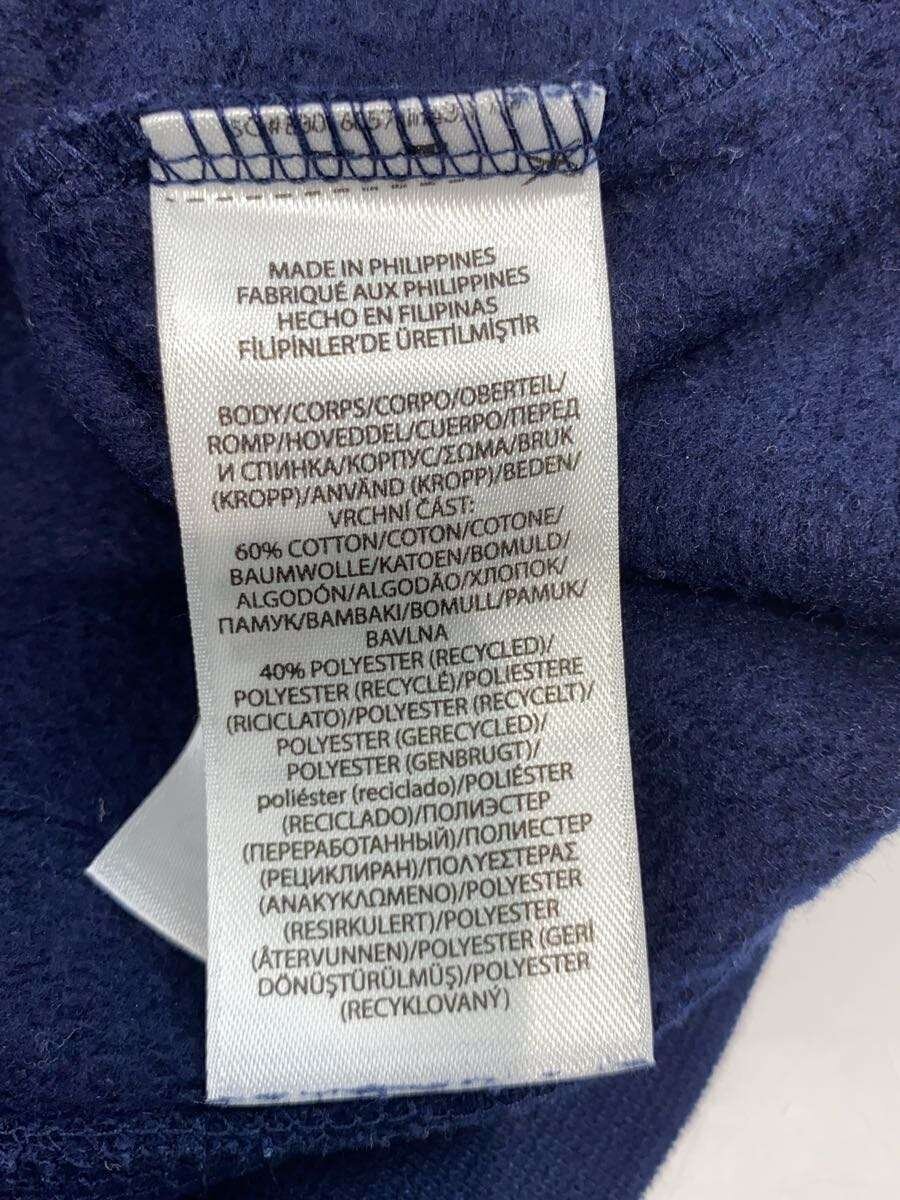 MADE IN PHILIPPINES
FABRIQUÉ AUX PHILIPPINES
HECHO EN FILIPINAS
FİLİPİNLER'DE ÜRETİLMİŞTİR
BODY/CORPS/CORPO/OBERTEIL/
ROMP/HOVEDDEL/CUERPO/ПЕРЕД
И СПИНКА/КОРПУС/ΣΩΜΑ/BRUK
(KROPP)/ANVÄND (KROPP)/BEDEN/
VRCHNÍ ČÁST:
60% COTTON/COTON/COTONE/
BAUMWOLLE/KATOEN/BOMULD/
ALGODÓN/ALGODÃO/ХЛОПОК/
ПАМУК/BAMBAKI/BOMULL/PAMUK/
BAVLNA
40% POLYESTER (RECYCLED)/
POLYESTER (RECYCLÉ)/POLIESTERE
(RICICLATO)/POLYESTER (RECYCELT)/
POLYESTER (GERECYCLED)/
POLYESTER (GENBRUGT)/
poliéster (reciclado)/POLIÉSTER
(RECICLADO)/ПОЛИЭСТЕР
(ПЕРЕРАБОТАННЫЙ)/ПОЛИЕСТЕР
(РЕЦИКЛИРАН)/ΠΟΛΥΕΣΤΕΡΑΣ
(ΑΝΑΚΥΚΛΩΜΕΝΟ)/POLYESTER
(RESIRKULERT)/POLYESTER
(ÅTERVUNNEN)/POLYESTER (GERİ
DÖNÜŞTÜRÜLMÜŞ)/POLYESTER
(RECYKLOVANÝ)